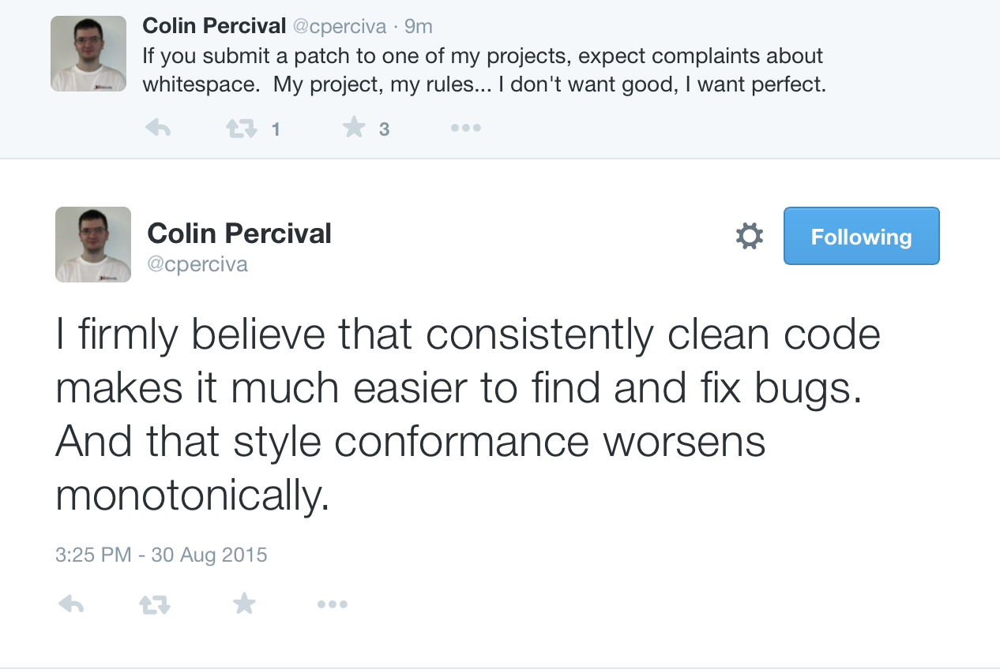 Colin Percival @cperciva · 9m
If you submit a patch to one of my projects, expect complaints about
whitespace.  My project, my rules... I don't want good, I want perfect.
1 3
Colin Percival
@cperciva
Following
I firmly believe that consistently clean code
makes it much easier to find and fix bugs.
And that style conformance worsens
monotonically.
3:25 PM - 30 Aug 2015